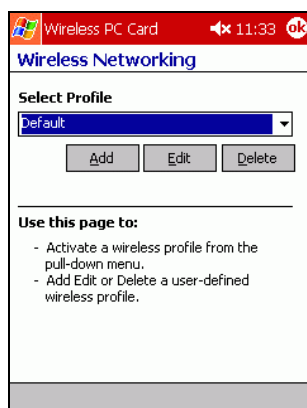 Wireless PC Card 11:33 ok
Wireless Networking
Select Profile
Default
Add Edit Delete
Use this page to:
- Activate a wireless profile from the
pull-down menu.
- Add Edit or Delete a user-defined
wireless profile.